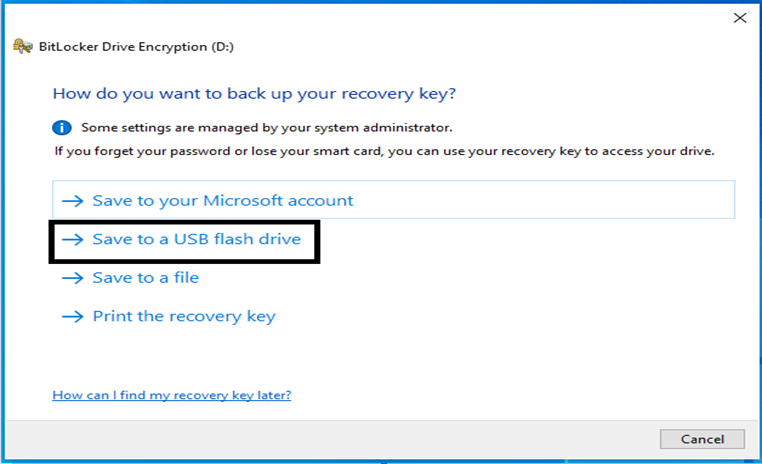 BitLocker Drive Encryption (D:)
How do you want to back up your recovery key?
Some settings are managed by your system administrator.
If you forget your password or lose your smart card, you can use your recovery key to access your drive.
Save to your Microsoft account
Save to a USB flash drive
Save to a file
Print the recovery key
How can I find my recovery key later?
Cancel